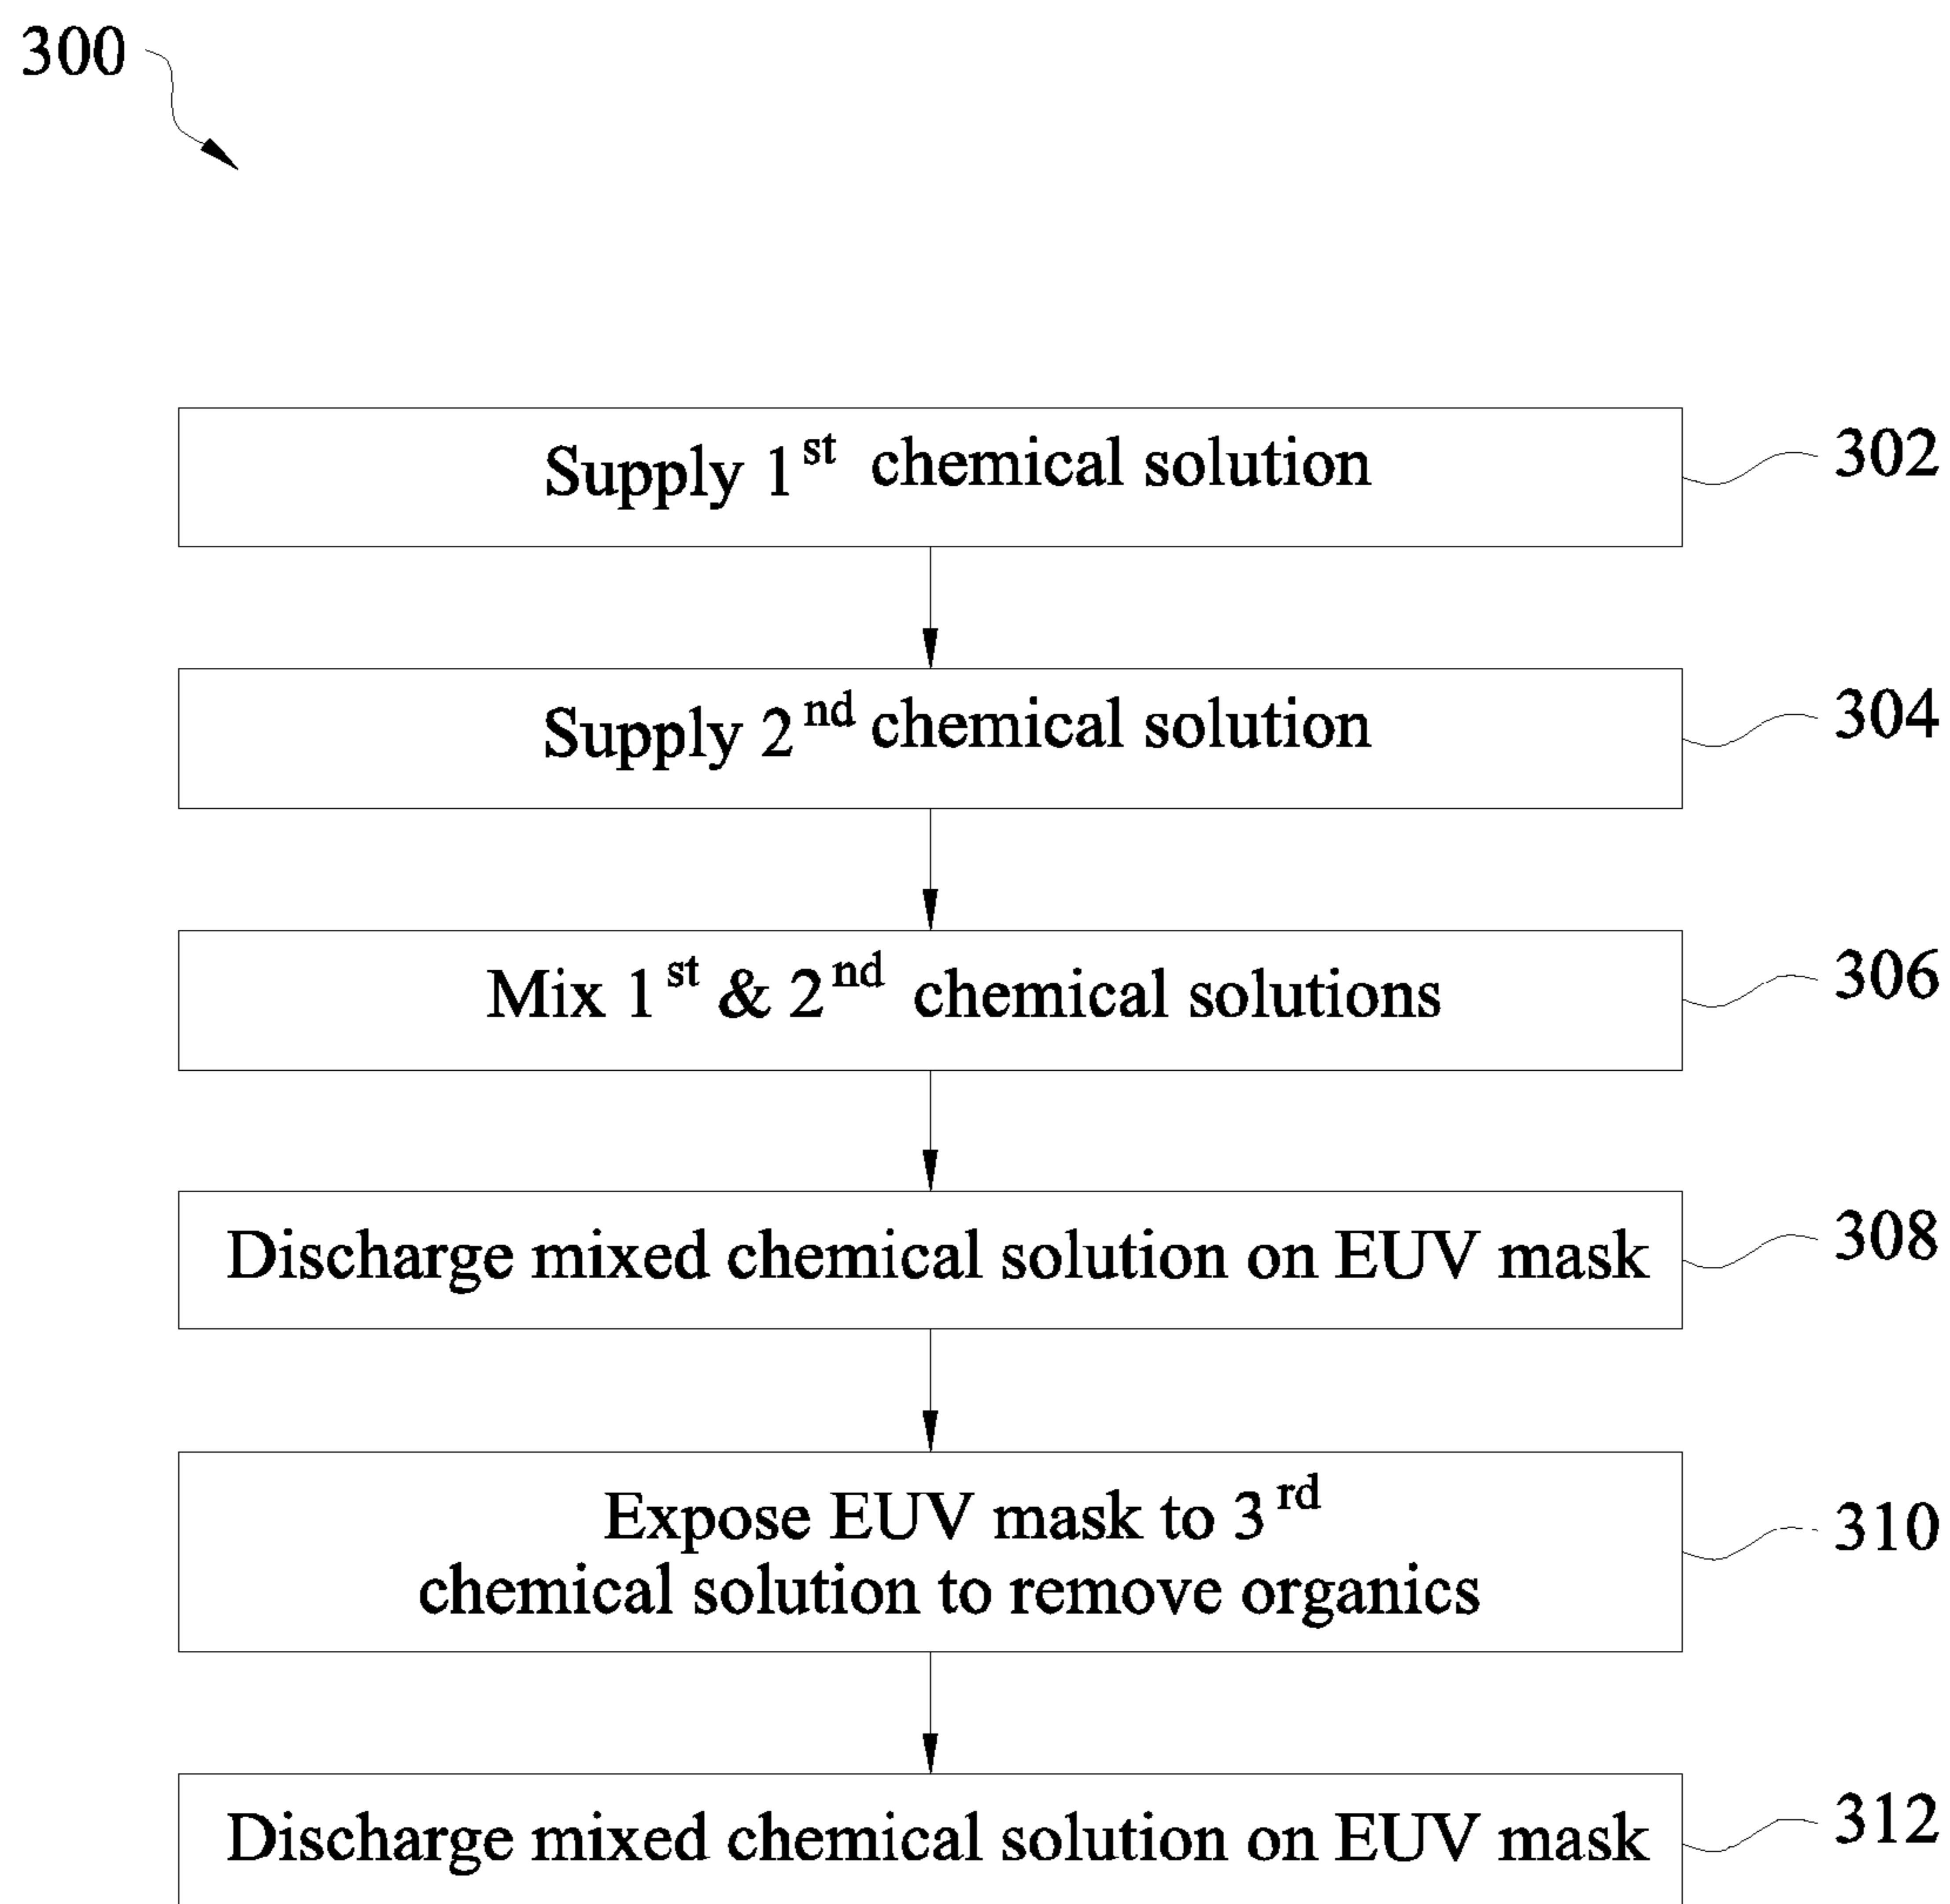 300
Supply 1st chemical solution
302
Supply 2nd chemical solution
304
Mix 1st & 2nd chemical solutions
306
Discharge mixed chemical solution on EUV mask
308
Expose EUV mask to 3rd
chemical solution to remove organics
310
Discharge mixed chemical solution on EUV mask
312